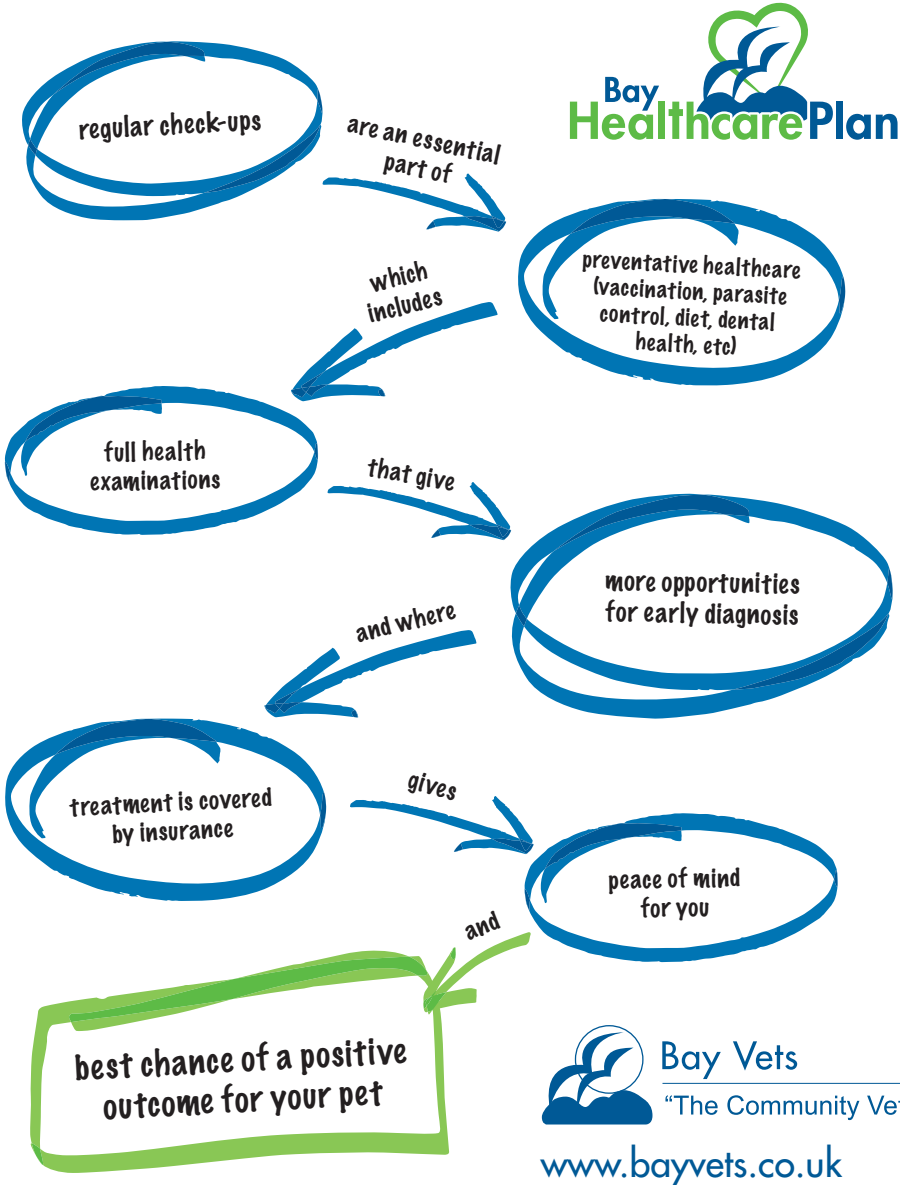 Bay
HealthcarePlan
regular check-ups
are an essential
part of
preventative healthcare
(vaccination, parasite
control, diet, dental
health, etc)
which
includes
full health
examinations
that give
more opportunities
for early diagnosis
and where
treatment is covered
by insurance
gives
peace of mind
for you
and
best chance of a positive
outcome for your pet
Bay Vets
“The Community
www.bayvets.co.uk